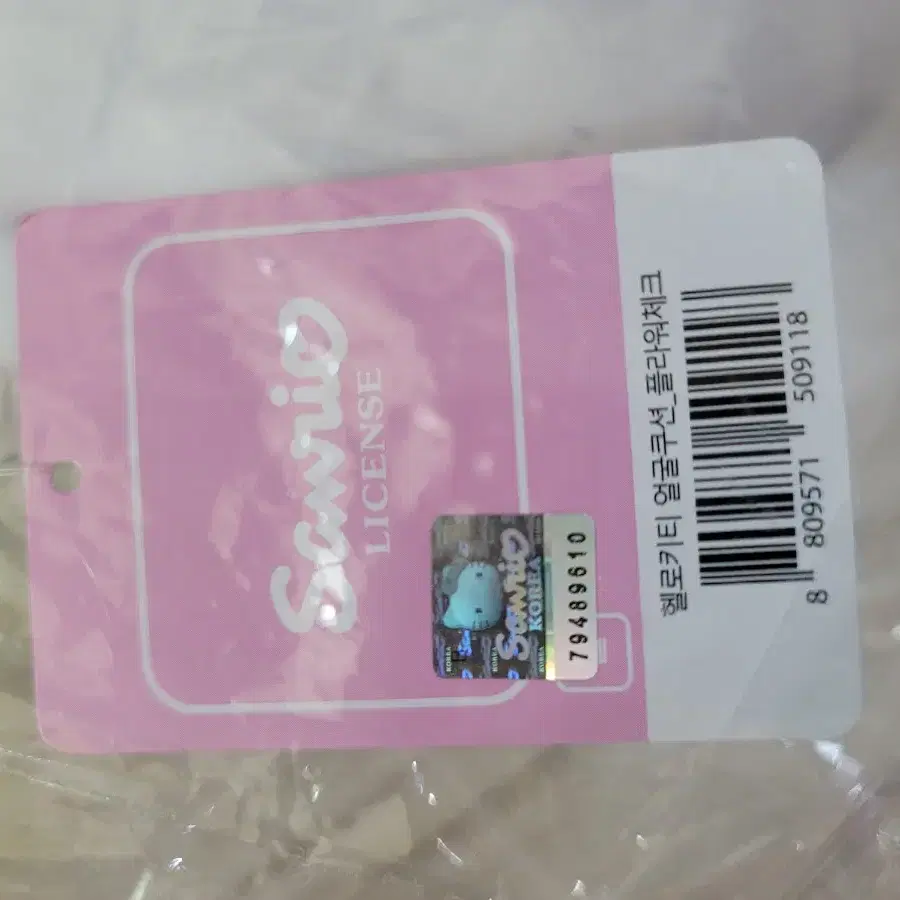 Sanrio
LICENSE
Sanrio
KOREA
79489610
헬로키티 얼굴쿠션_플라워체크
8 809571 509118